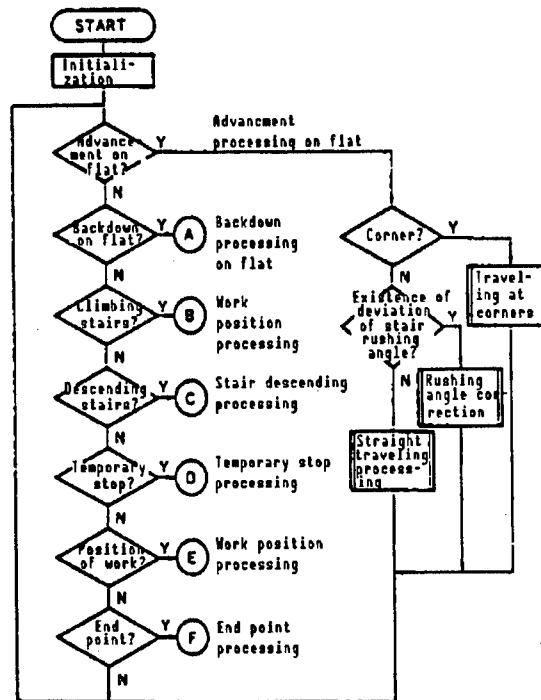 START
Initiali-
zation
Advance-
ment on
flat?
Y
Advancment
processing on flat
N
Backdown
on flat?
Y
A
Backdown
processing
on flat
N
Climbing
stairs?
Y
B
Work
position
processing
N
Descending
stairs?
Y
C
Stair descending
processing
N
Temporary
stop?
Y
D
Temporary stop
processing
N
Position
of work?
Y
E
Work position
processing
N
End
point?
Y
F
End point
processing
N
Corner?
Y
N
Travel-
ing at
corners
Existence of
deviation
of stair
rushing
angle?
Y
N
Rushing
angle cor
rection
Straight
traveling
process-
ing